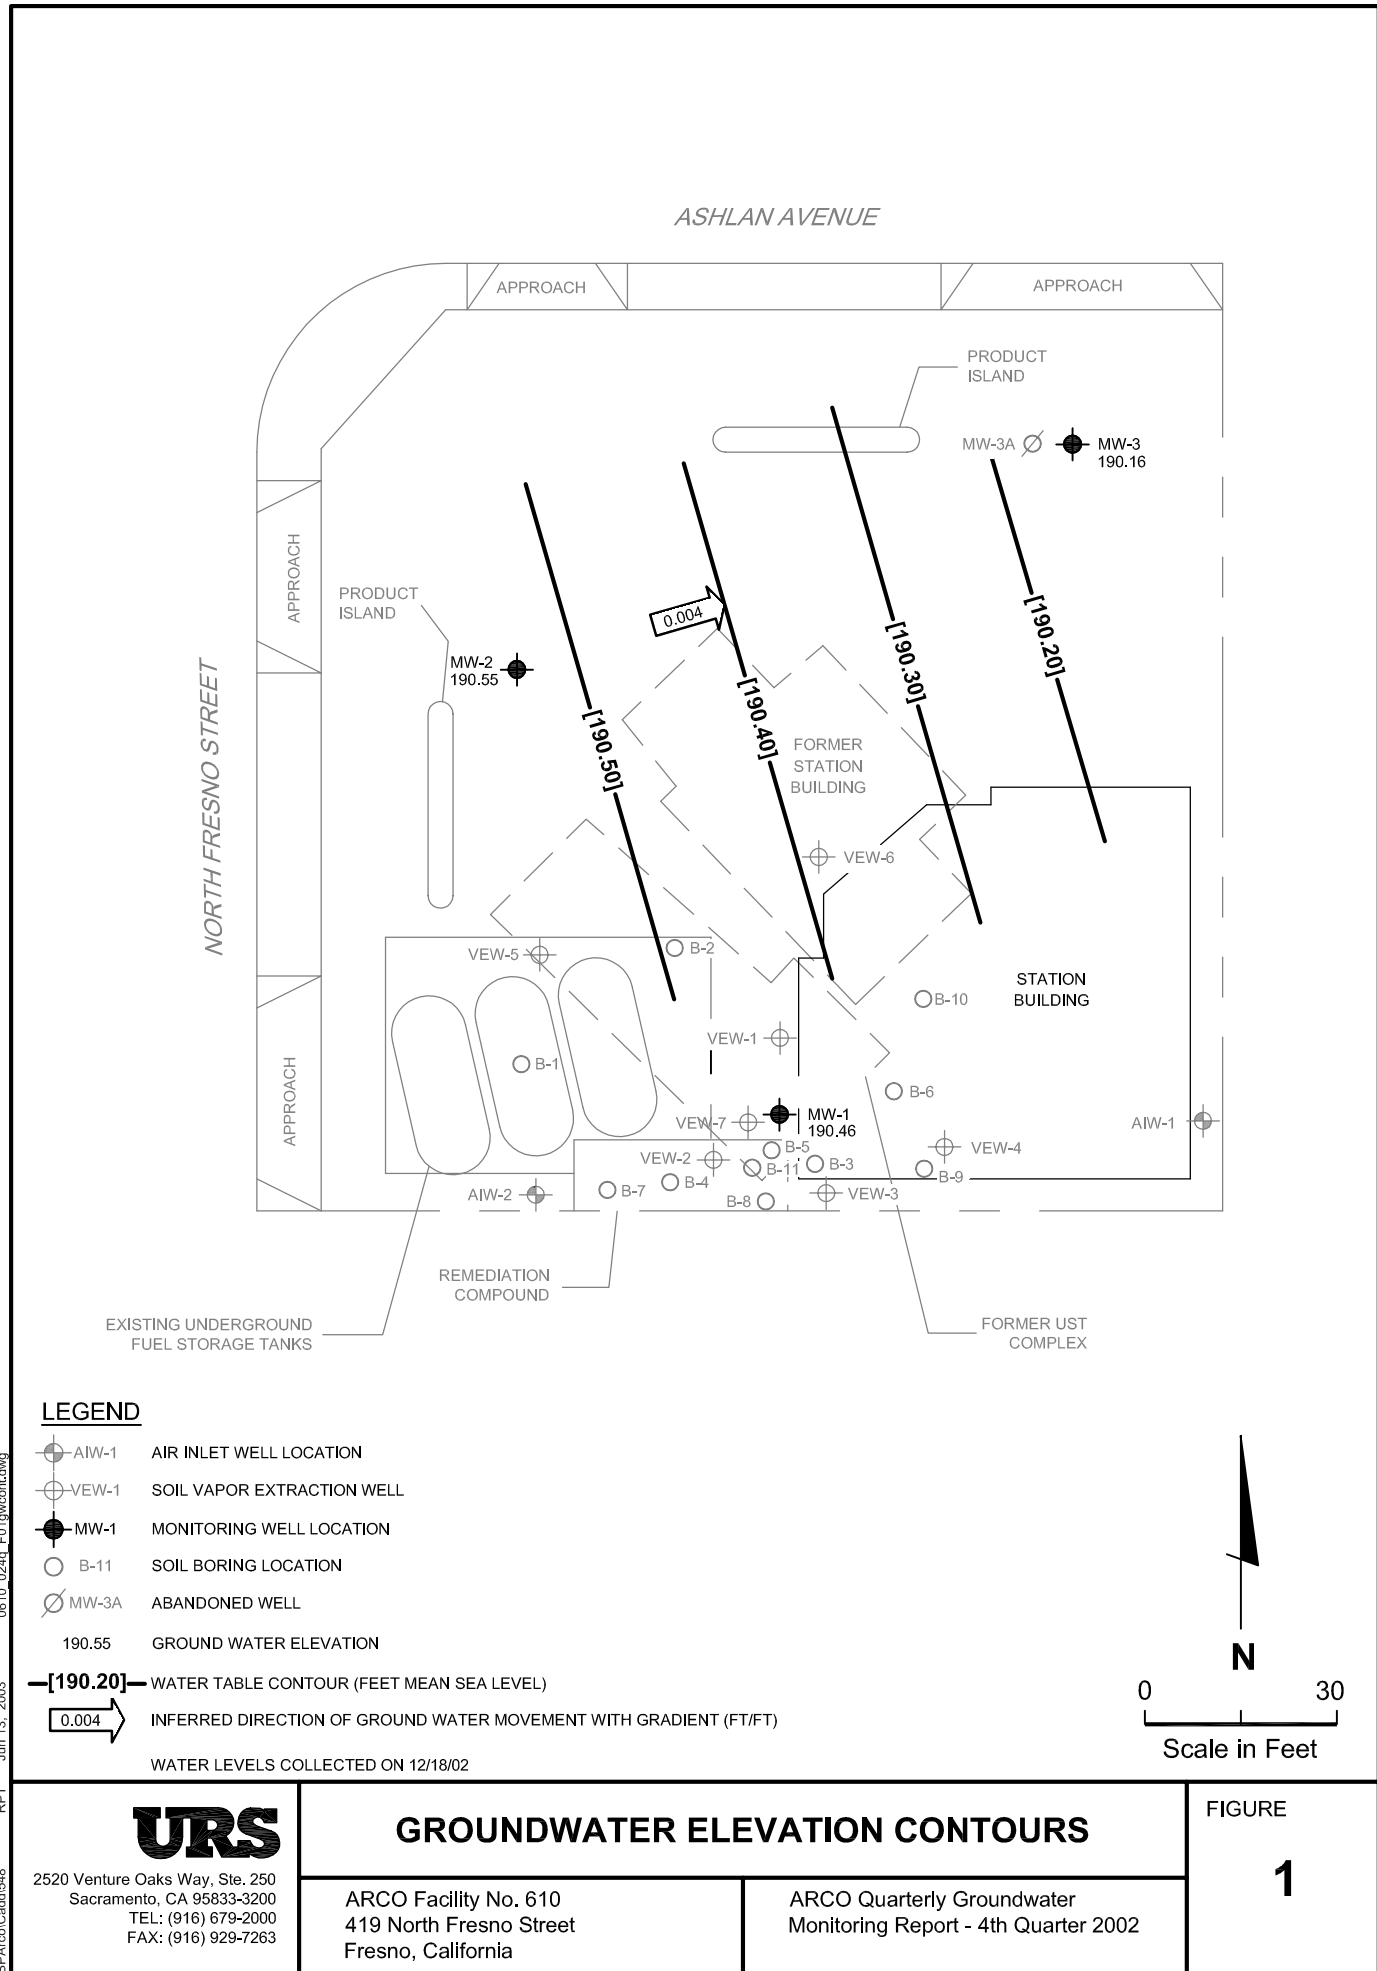 ASHLAN AVENUE
APPROACH
APPROACH
PRODUCT
ISLAND
MW-3A
MW-3
190.16
APPROACH
PRODUCT
ISLAND
0.004
[190.20]
[190.30]
MW-2
190.55
[190.40]
[190.50]
NORTH FRESNO STREET
FORMER
STATION
BUILDING
VEW-6
VEW-5
B-2
STATION
BUILDING
B-10
VEW-1
B-1
APPROACH
B-6
MW-1
190.46
VEW-7
AIW-1
B-5
VEW-4
VEW-2
B-11
B-3
B-9
B-4
B-7
AIW-2
VEW-3
B-8
REMEDIATION
COMPOUND
EXISTING UNDERGROUND
FUEL STORAGE TANKS
FORMER UST
COMPLEX
LEGEND
AIW-1 AIR INLET WELL LOCATION
VEW-1 SOIL VAPOR EXTRACTION WELL
MW-1 MONITORING WELL LOCATION
B-11 SOIL BORING LOCATION
MW-3A ABANDONED WELL
190.55 GROUND WATER ELEVATION
[190.20] WATER TABLE CONTOUR (FEET MEAN SEA LEVEL)
0.004 INFERRED DIRECTION OF GROUND WATER MOVEMENT WITH GRADIENT (FT/FT)
WATER LEVELS COLLECTED ON 12/18/02
N
0 30
Scale in Feet
URS
2520 Venture Oaks Way, Ste. 250
Sacramento, CA 95833-3200
TEL: (916) 679-2000
FAX: (916) 929-7263
GROUNDWATER ELEVATION CONTOURS
ARCO Facility No. 610
419 North Fresno Street
Fresno, California
ARCO Quarterly Groundwater
Monitoring Report - 4th Quarter 2002
FIGURE
1